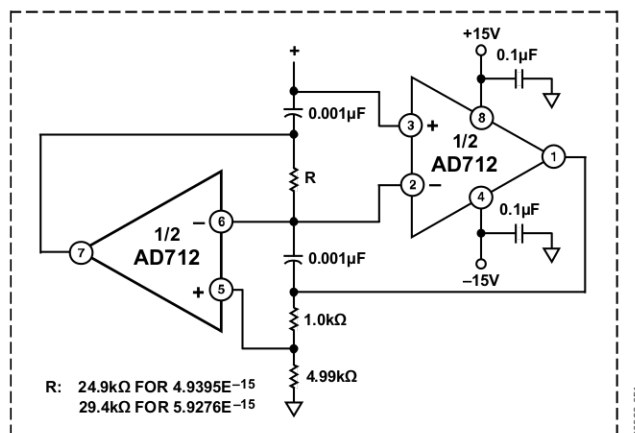 +
+15V
0.1µF
0.001µF
8
3
+
1/2
AD712
1
R
2
–
4
0.1µF
–
6
1/2
AD712
7
0.001µF
+
5
–15V
1.0kΩ
4.99kΩ
R: 24.9kΩ FOR 4.9395E–15
29.4kΩ FOR 5.9276E–15